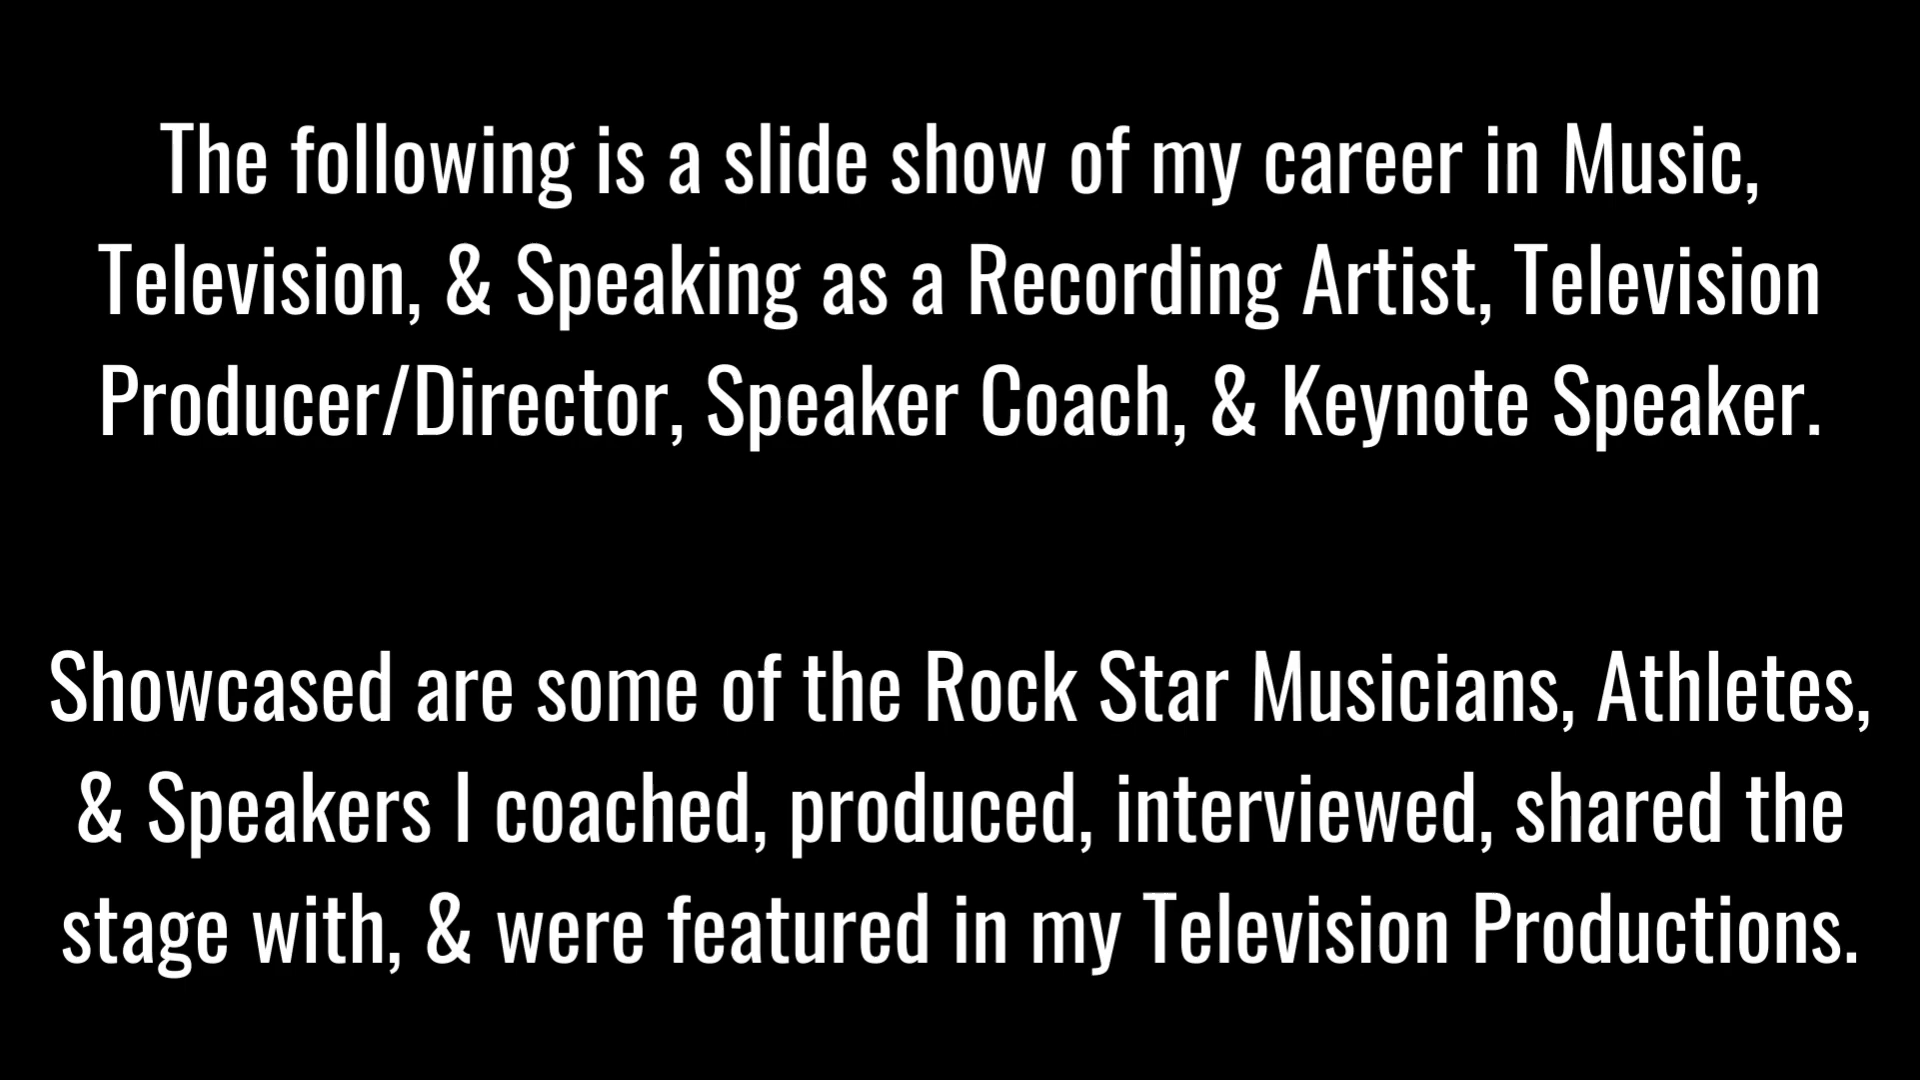 The following is a slide show of my career in Music,
Television, & Speaking as a Recording Artist, Television
Producer/Director, Speaker Coach, & Keynote Speaker.
Showcased are some of the Rock Star Musicians, Athletes,
& Speakers I coached, produced, interviewed, shared the
stage with, & were featured in my Television Productions.